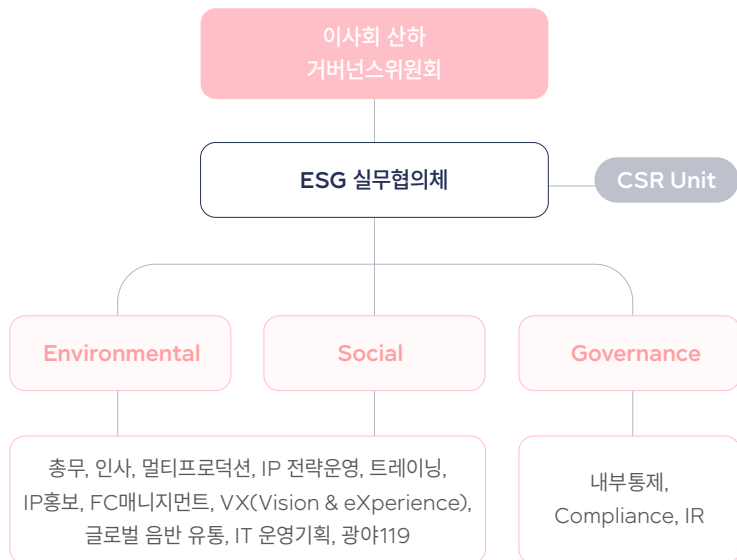 이사회 산하
거버넌스위원회
ESG 실무협의체
CSR Unit
Environmental
Social
Governance
총무, 인사, 멀티프로덕션, IP 전략운영, 트레이닝,
IP홍보, FC매니지먼트, VX(Vision & eXperience),
글로벌 음반 유통, IT 운영기획, 광야119
내부통제,
Compliance, IR